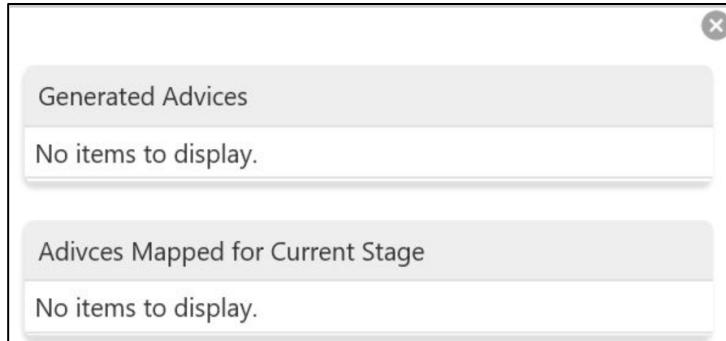 Generated Advices
No items to display.
Adivces Mapped for Current Stage
No items to display.